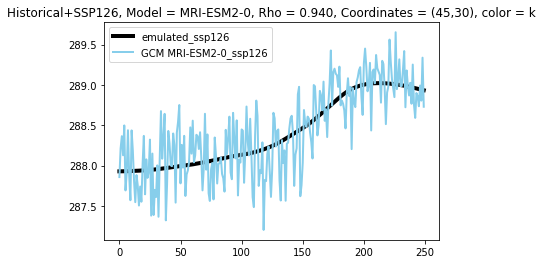 Historical+SSP126, Model = MRI-ESM2-0, Rho = 0.940, Coordinates = (45,30), color = k
emulated_ssp126
GCM MRI-ESM2-0_ssp126
289.5
289.0
288.5
288.0
287.5
0 50 100 150 200 250